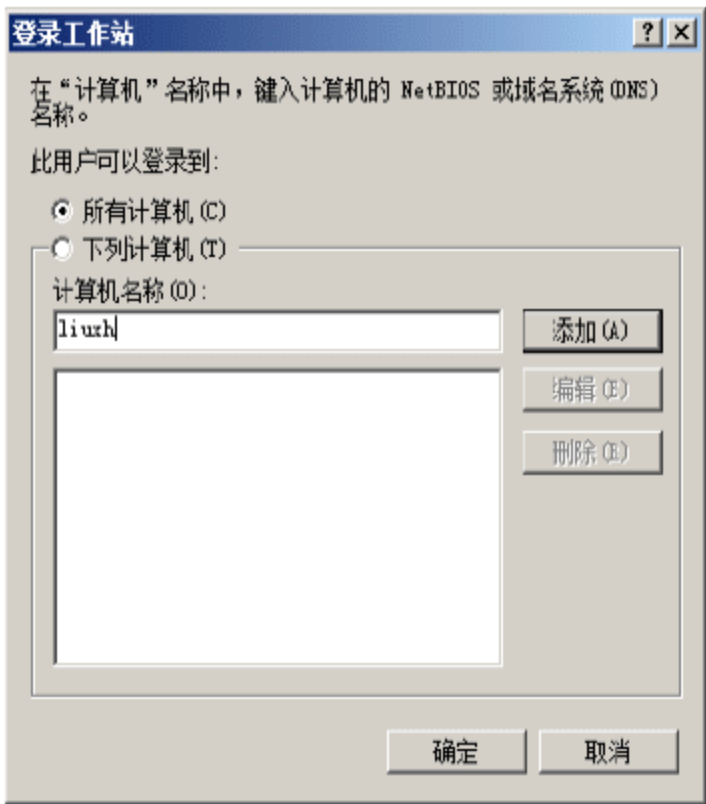 登录工作站
在“计算机”名称中，键入计算机的 NetBIOS 或域名系统(DNS)
名称。
此用户可以登录到:
所有计算机(C)
下列计算机(T)
计算机名称(O):
liuxh
添加(A)
编辑(E)
删除(R)
确定
取消